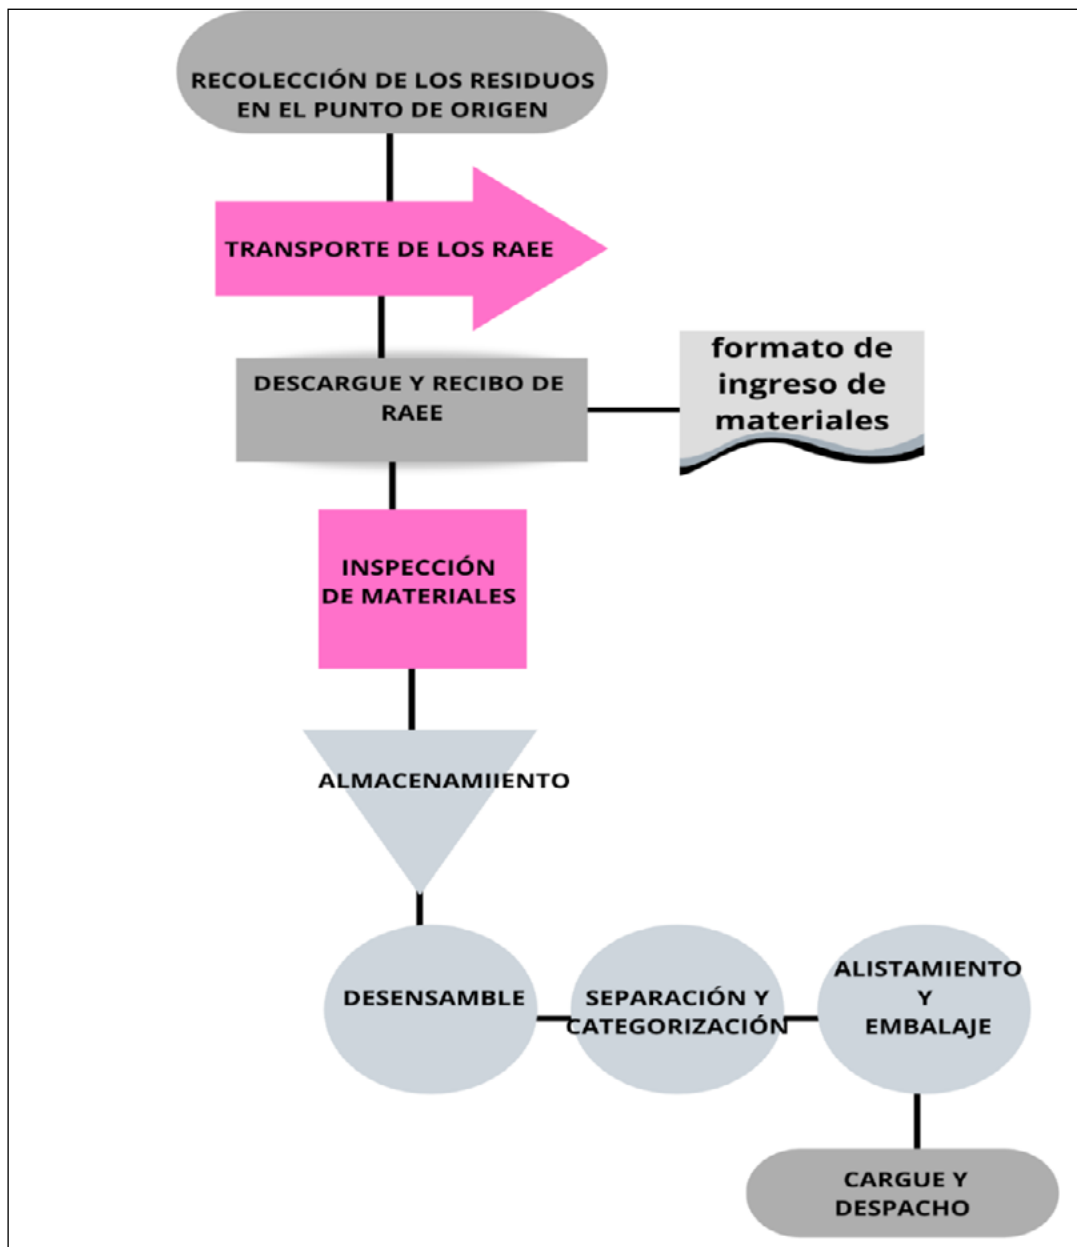 RECOLECCIÓN DE LOS RESIDUOS
EN EL PUNTO DE ORIGEN
TRANSPORTE DE LOS RAEE
DESCARGUE Y RECIBO DE
RAEE
formato de
ingreso de
materiales
INSPECCIÓN
DE MATERIALES
ALMACENAMIIENTO
DESENSAMBLE
SEPARACIÓN Y
CATEGORIZACIÓN
ALISTAMIENTO
Y
EMBALAJE
CARGUE Y
DESPACHO